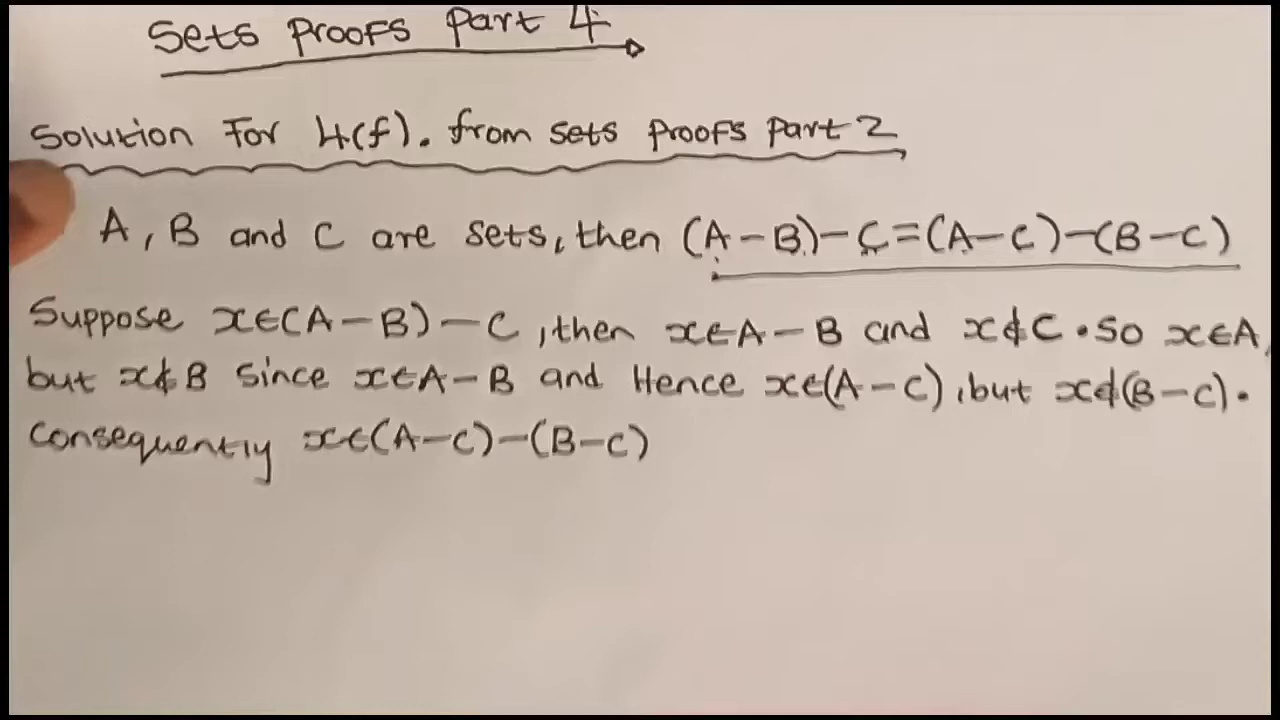 Sets Proofs Part 4
Solution For 4(f). from sets Proofs Part 2
A, B and C are sets, then (A-B)-C=(A-C)-(B-C)
Suppose x∈(A-B)-C, then x∈A-B and x∉C. So x∈A,
but x∉B since x∈A-B and Hence x∈(A-C), but x∉(B-C).
Consequently x∈(A-C)-(B-C)